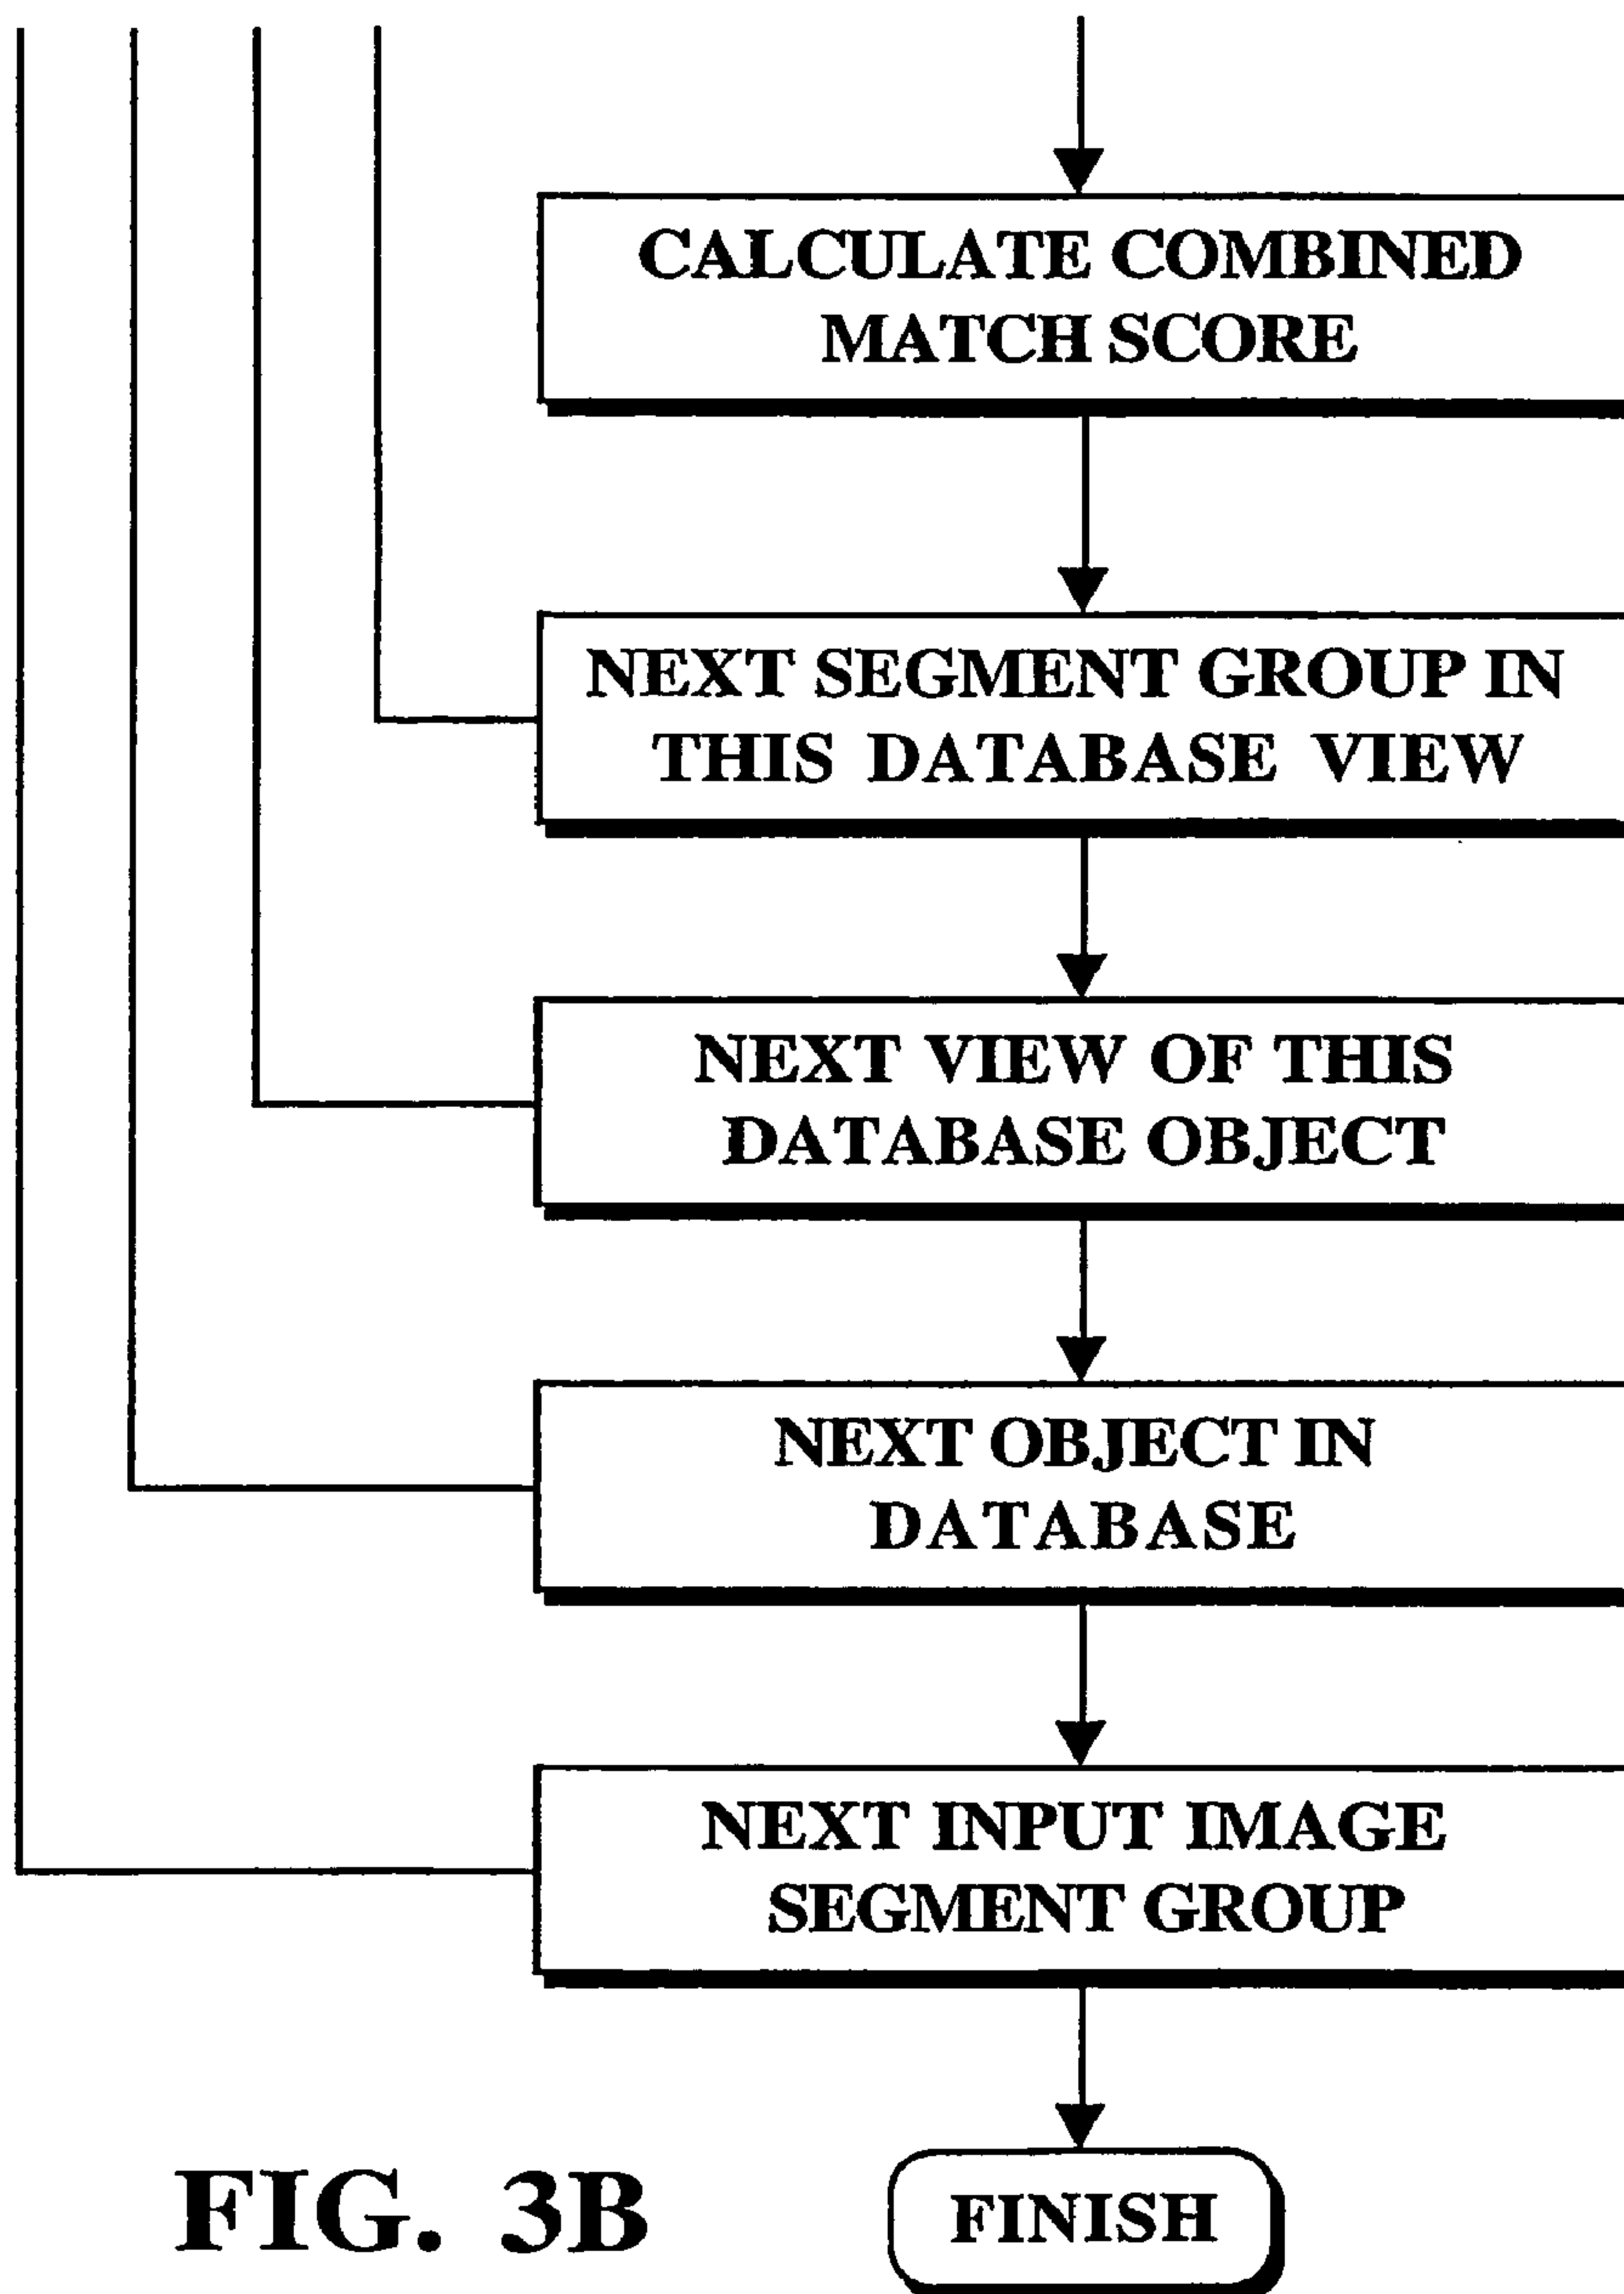 CALCULATE COMBINED
MATCH SCORE
NEXT SEGMENT GROUP IN
THIS DATABASE VIEW
NEXT VIEW OF THIS
DATABASE OBJECT
NEXT OBJECT IN
DATABASE
NEXT INPUT IMAGE
SEGMENT GROUP
FINISH
FIG. 3B